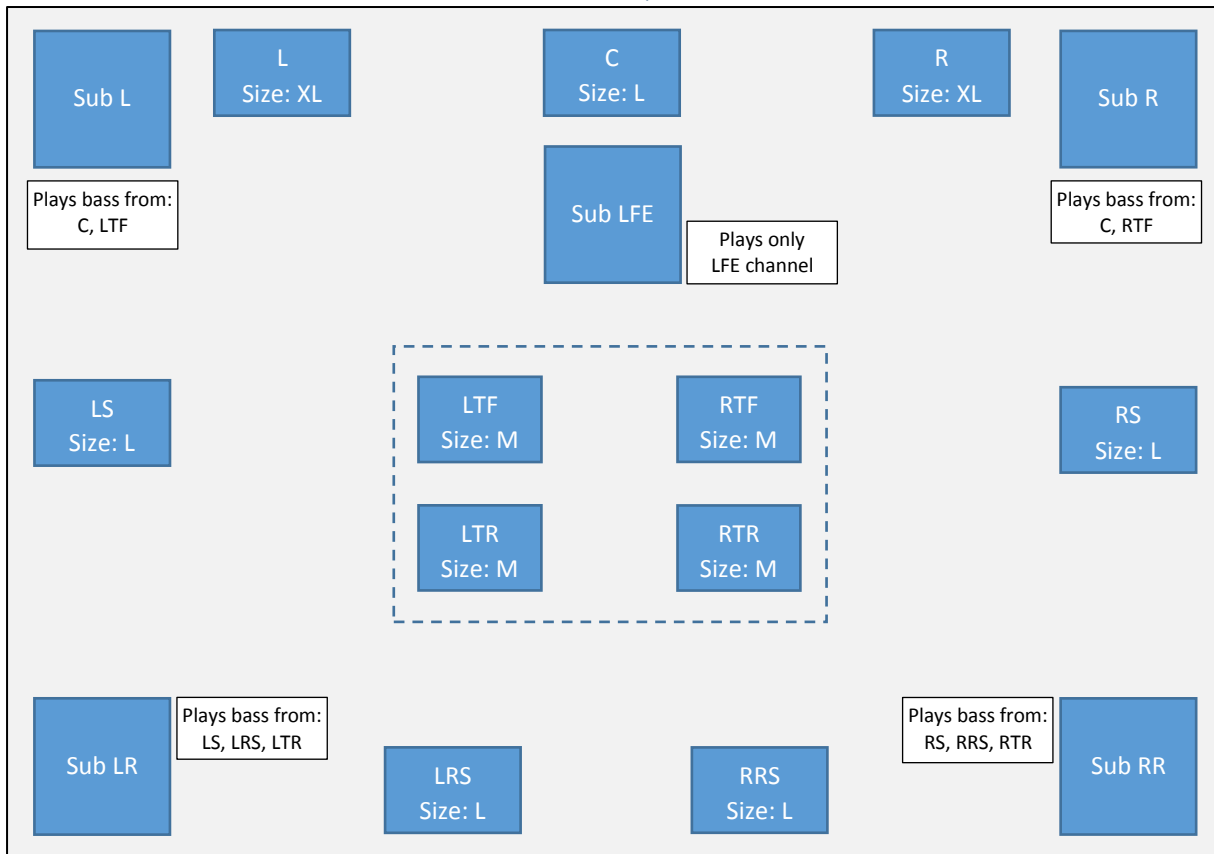 Sub L
L
Size: XL
C
Size: L
R
Size: XL
Sub R
Plays bass from:
C, LTF
Sub LFE
Plays only
LFE channel
Plays bass from:
C, RTF
LS
Size: L
LTF
Size: M
RTF
Size: M
RS
Size: L
LTR
Size: M
RTR
Size: M
Sub LR
Plays bass from:
LS, LRS, LTR
LRS
Size: L
RRS
Size: L
Plays bass from:
RS, RRS, RTR
Sub RR